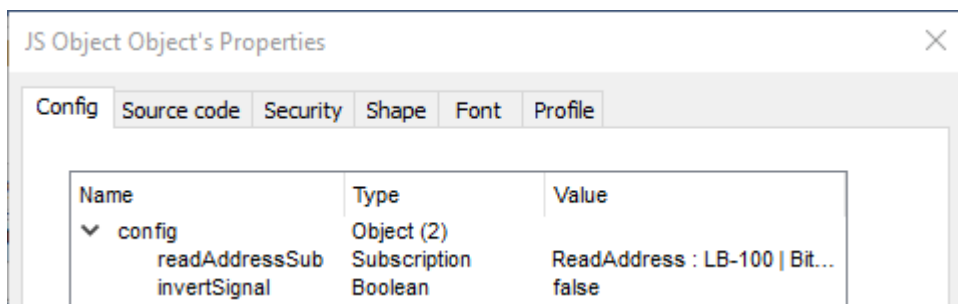 JS Object Object's Properties
Config Source code Security Shape Font Profile
Name Type Value
config Object (2)
readAddressSub Subscription ReadAddress : LB-100 | Bit...
invertSignal Boolean false